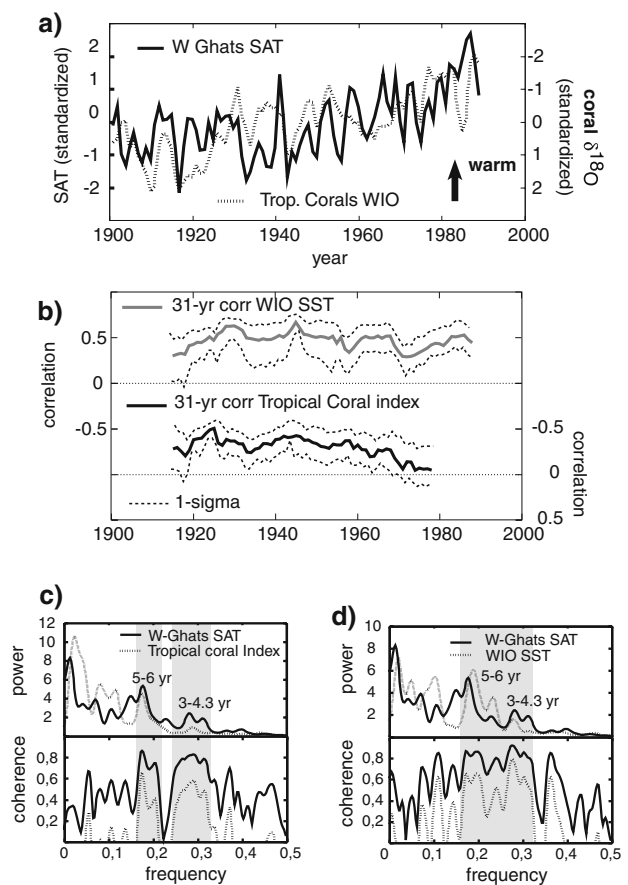 a)
W Ghats SAT
SAT (standardized)
2
1
0
-1
-2
coral δ18O
(standardized)
-2
-1
0
1
2
warm
Trop. Corals WIO
1900 1920 1940 1960 1980 2000
year
b)
31-yr corr WIO SST
correlation
0.5
0
-0.5
31-yr corr Tropical Coral index
-0.5
0
0.5
correlation
1-sigma
1900 1920 1940 1960 1980 2000
c)
power
12
10
8
6
4
2
W-Ghats SAT
Tropical coral Index
5-6 yr
3-4.3 yr
coherence
0,8
0,6
0,4
0,2
0 0,1 0,2 0,3 0,4 0,5
frequency
d)
power
10
8
6
4
2
W-Ghats SAT
WIO SST
5-6 yr
3-4.3 yr
coherence
0,8
0,6
0,4
0,2
0 0,1 0,2 0,3 0,4 0,5
frequency